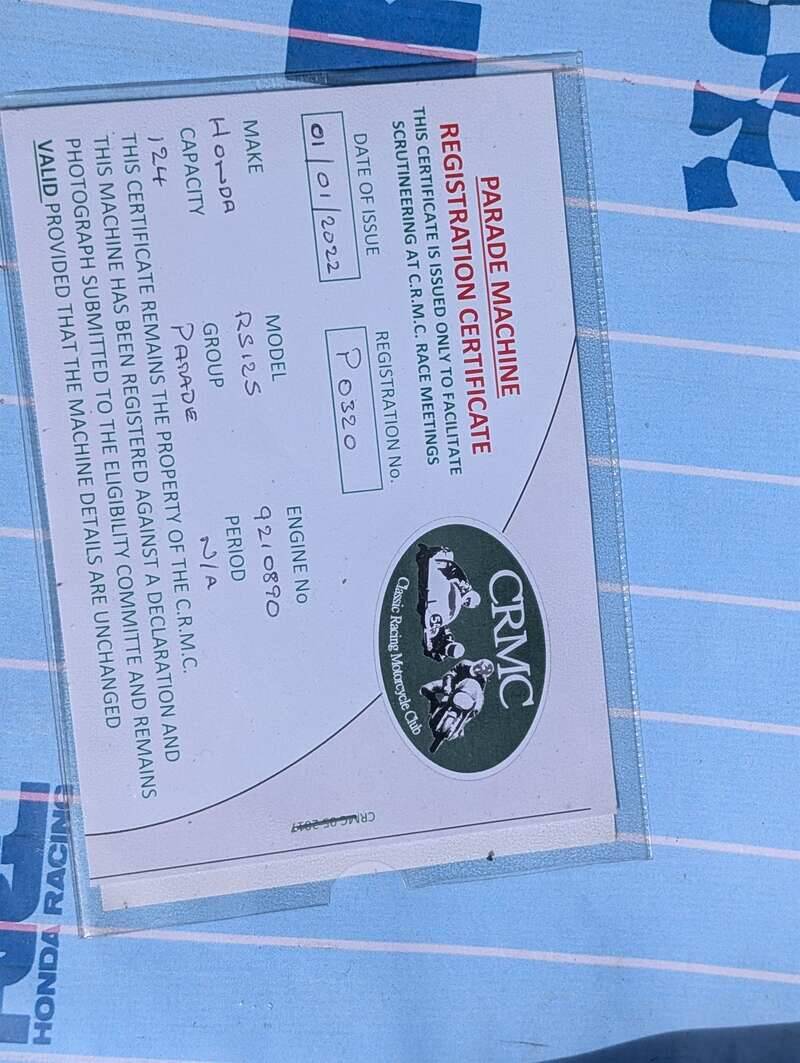 PARADE MACHINE
REGISTRATION CERTIFICATE
THIS CERTIFICATE IS ISSUED ONLY TO FACILITATE
SCRUTINEERING AT C.R.M.C. RACE MEETINGS
DATE OF ISSUE
REGISTRATION No.
01/01/2022
P0320
MAKE
MODEL
ENGINE No
HONDA
RS125
9210890
CAPACITY
GROUP
PERIOD
124
PARADE
N/A
THIS CERTIFICATE REMAINS THE PROPERTY OF THE C.R.M.C.
THIS MACHINE HAS BEEN REGISTERED AGAINST A DECLARATION AND
PHOTOGRAPH SUBMITTED TO THE ELIGIBILITY COMMITTE AND REMAINS
VALID PROVIDED THAT THE MACHINE DETAILS ARE UNCHANGED
CRMC
Classic Racing Motorcycle Club
CRMC 05 2017
HONDA RACING